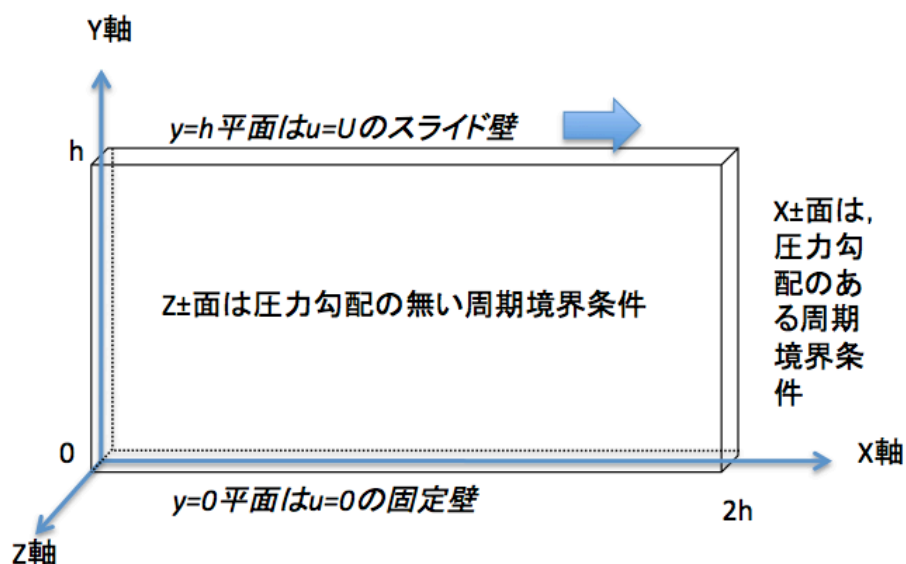 Y軸
y=h平面はu=Uのスライド壁
h
X±面は,
圧力勾
配のあ
る周期
境界条
件
Z±面は圧力勾配の無い周期境界条件
0
X軸
y=0平面はu=0の固定壁
2h
Z軸